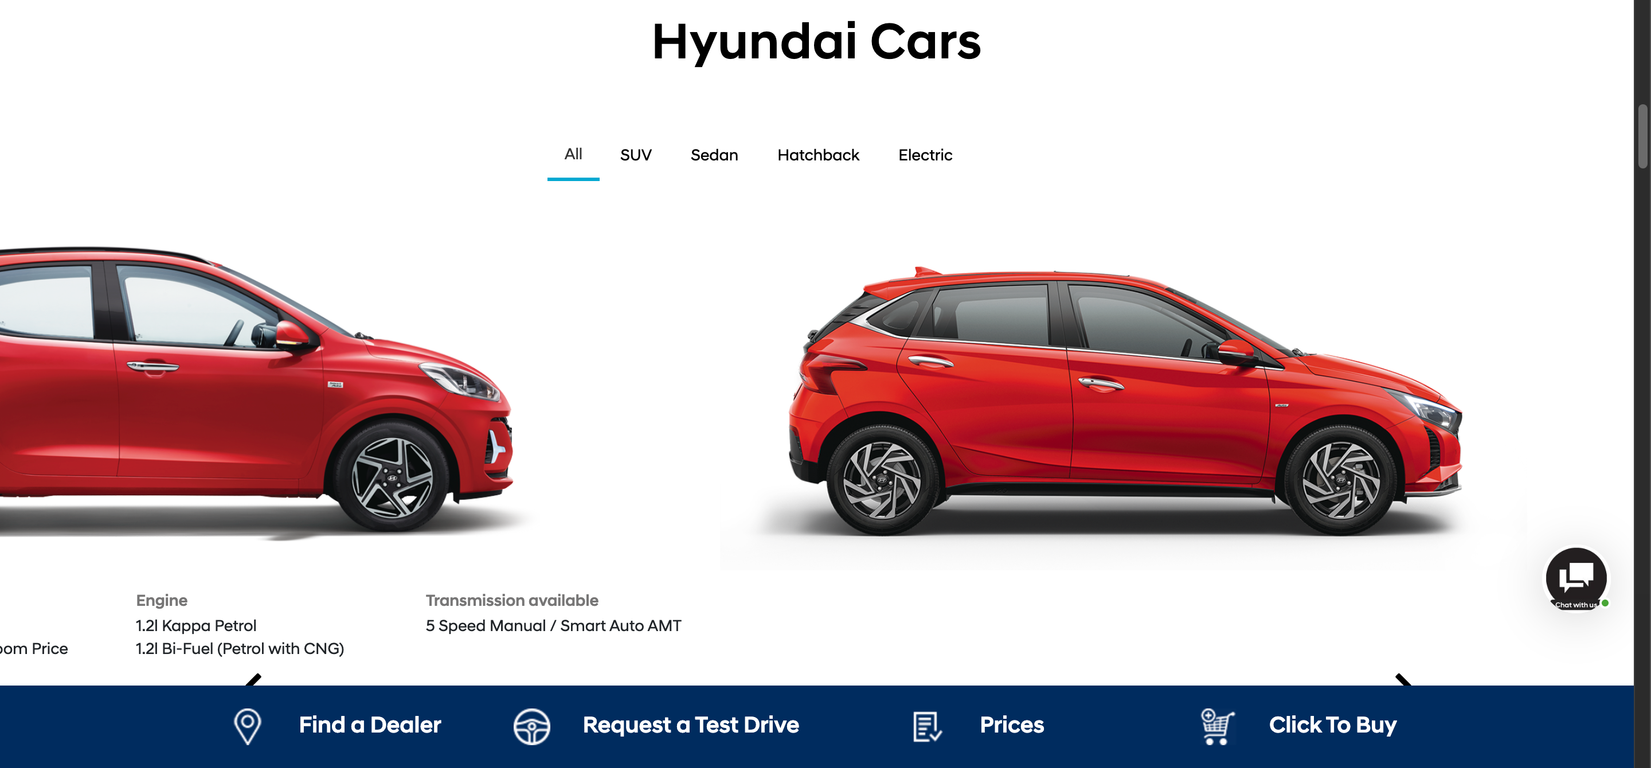 Hyundai Cars
All
SUV
Sedan
Hatchback
Electric
Engine
1.2l Kappa Petrol
1.2l Bi-Fuel (Petrol with CNG)
Transmission available
5 Speed Manual / Smart Auto AMT
oom Price
Chat with us
Find a Dealer
Request a Test Drive
Prices
Click To Buy